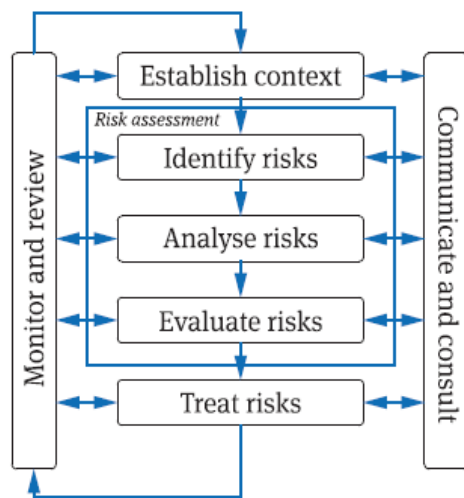 Establish context
Risk assessment
Identify risks
Analyse risks
Evaluate risks
Treat risks
Monitor and review
Communicate and consult